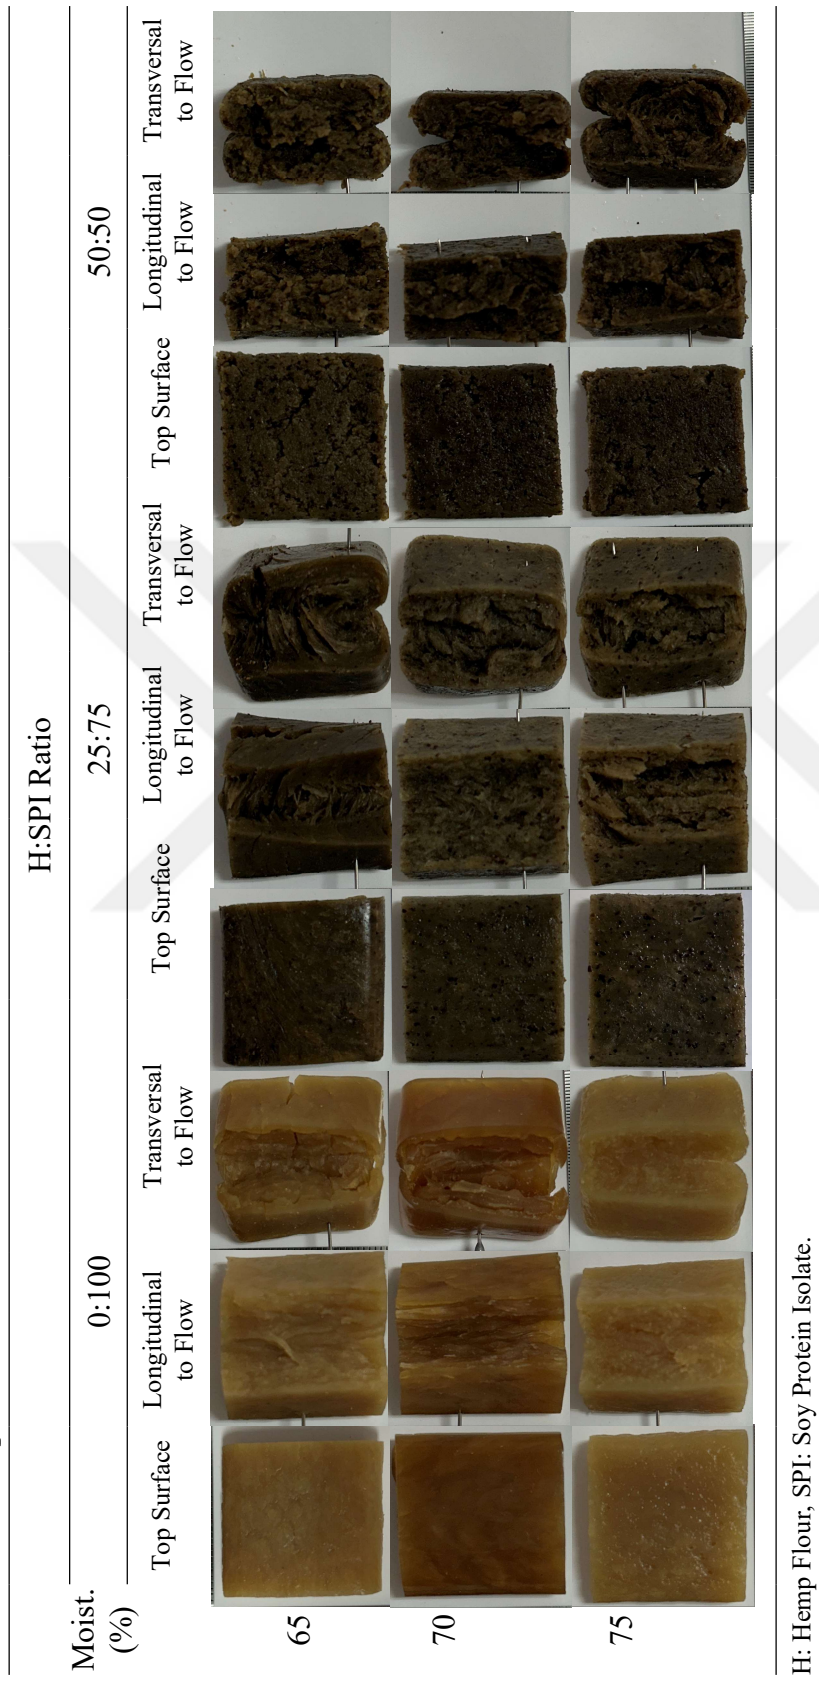 H:SPI Ratio
Moist.
(%)
0:100
25:75
50:50
Top Surface
Longitudinal
to Flow
Transversal
to Flow
Top Surface
Longitudinal
to Flow
Transversal
to Flow
Top Surface
Longitudinal
to Flow
Transversal
to Flow
65
70
75
H: Hemp Flour, SPI: Soy Protein Isolate.